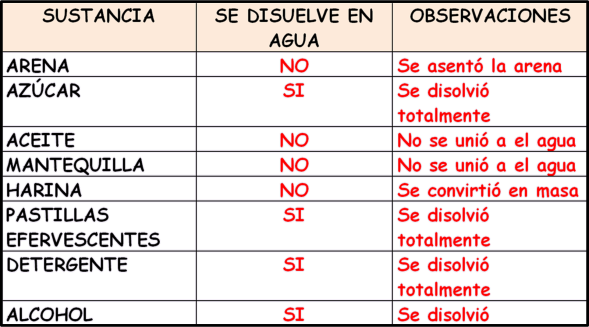 SUSTANCIA SE DISUELVE EN AGUA OBSERVACIONES
ARENA NO Se asentó la arena
AZÚCAR SI Se disolvió totalmente
ACEITE NO No se unió a el agua
MANTEQUILLA NO No se unió a el agua
HARINA NO Se convirtió en masa
PASTILLAS EFERVESCENTES SI Se disolvió totalmente
DETERGENTE SI Se disolvió totalmente
ALCOHOL SI Se disolvió